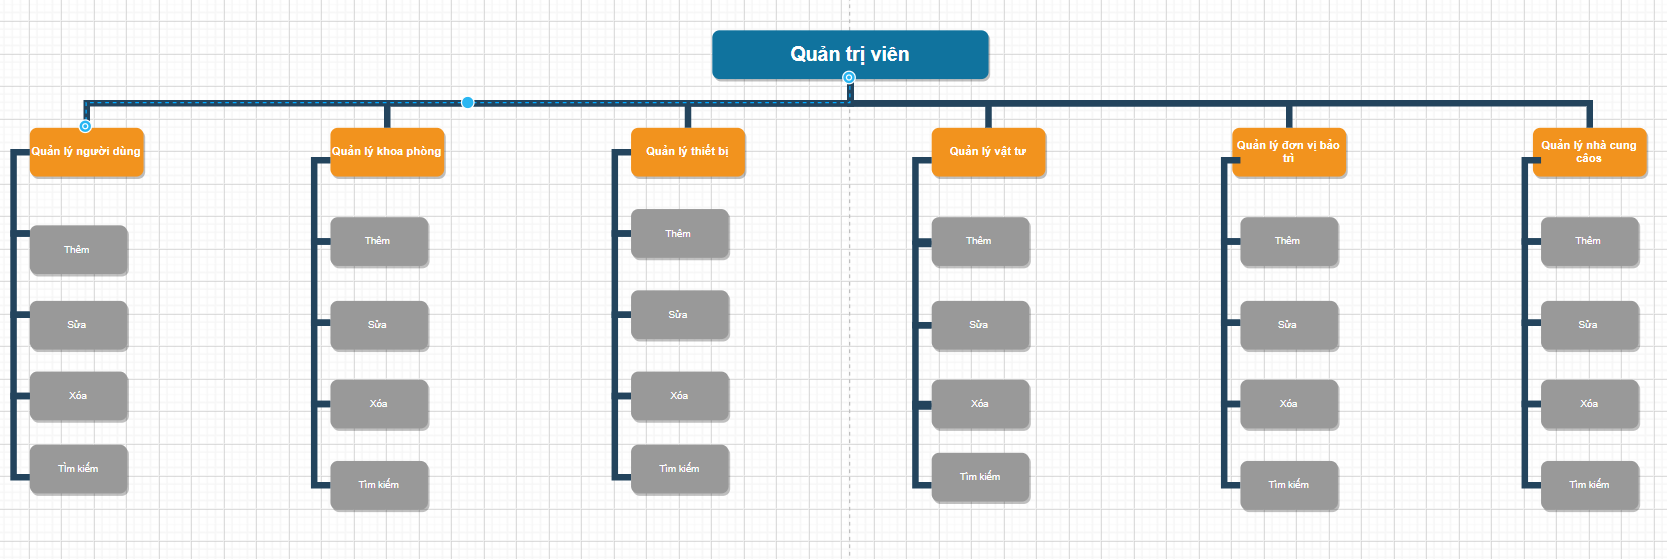 Quản trị viên
Quản lý người dùng
Quản lý khoa phòng
Quản lý thiết bị
Quản lý vật tư
Quản lý đơn vị bảo
trì
Quản lý nhà cung
câos
Thêm
Sửa
Xóa
Tìm kiếm
Thêm
Sửa
Xóa
Tìm kiếm
Thêm
Sửa
Xóa
Tìm kiếm
Thêm
Sửa
Xóa
Tìm kiếm
Thêm
Sửa
Xóa
Tìm kiếm
Thêm
Sửa
Xóa
Tìm kiếm